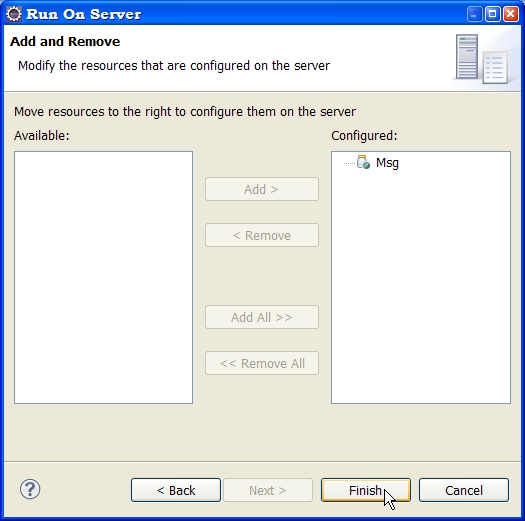 Run On Server
Add and Remove
Modify the resources that are configured on the server
Move resources to the right to configure them on the server
Available:
Configured:
Msg
Add >
< Remove
Add All >>
<< Remove All
?
< Back
Next >
Finish
Cancel